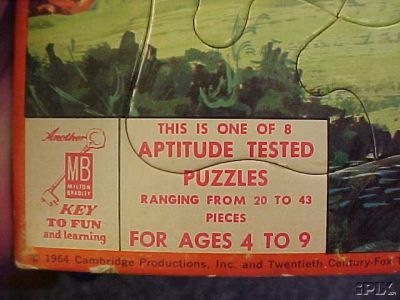 Another
MB
MILTON
BRADLEY
KEY
TO FUN
and learning
THIS IS ONE OF 8
APTITUDE TESTED
PUZZLES
RANGING FROM 20 TO 43
PIECES
FOR AGES 4 TO 9
© 1964 Cambridge Productions, Inc. and Twentieth Century-Fox
iPIX